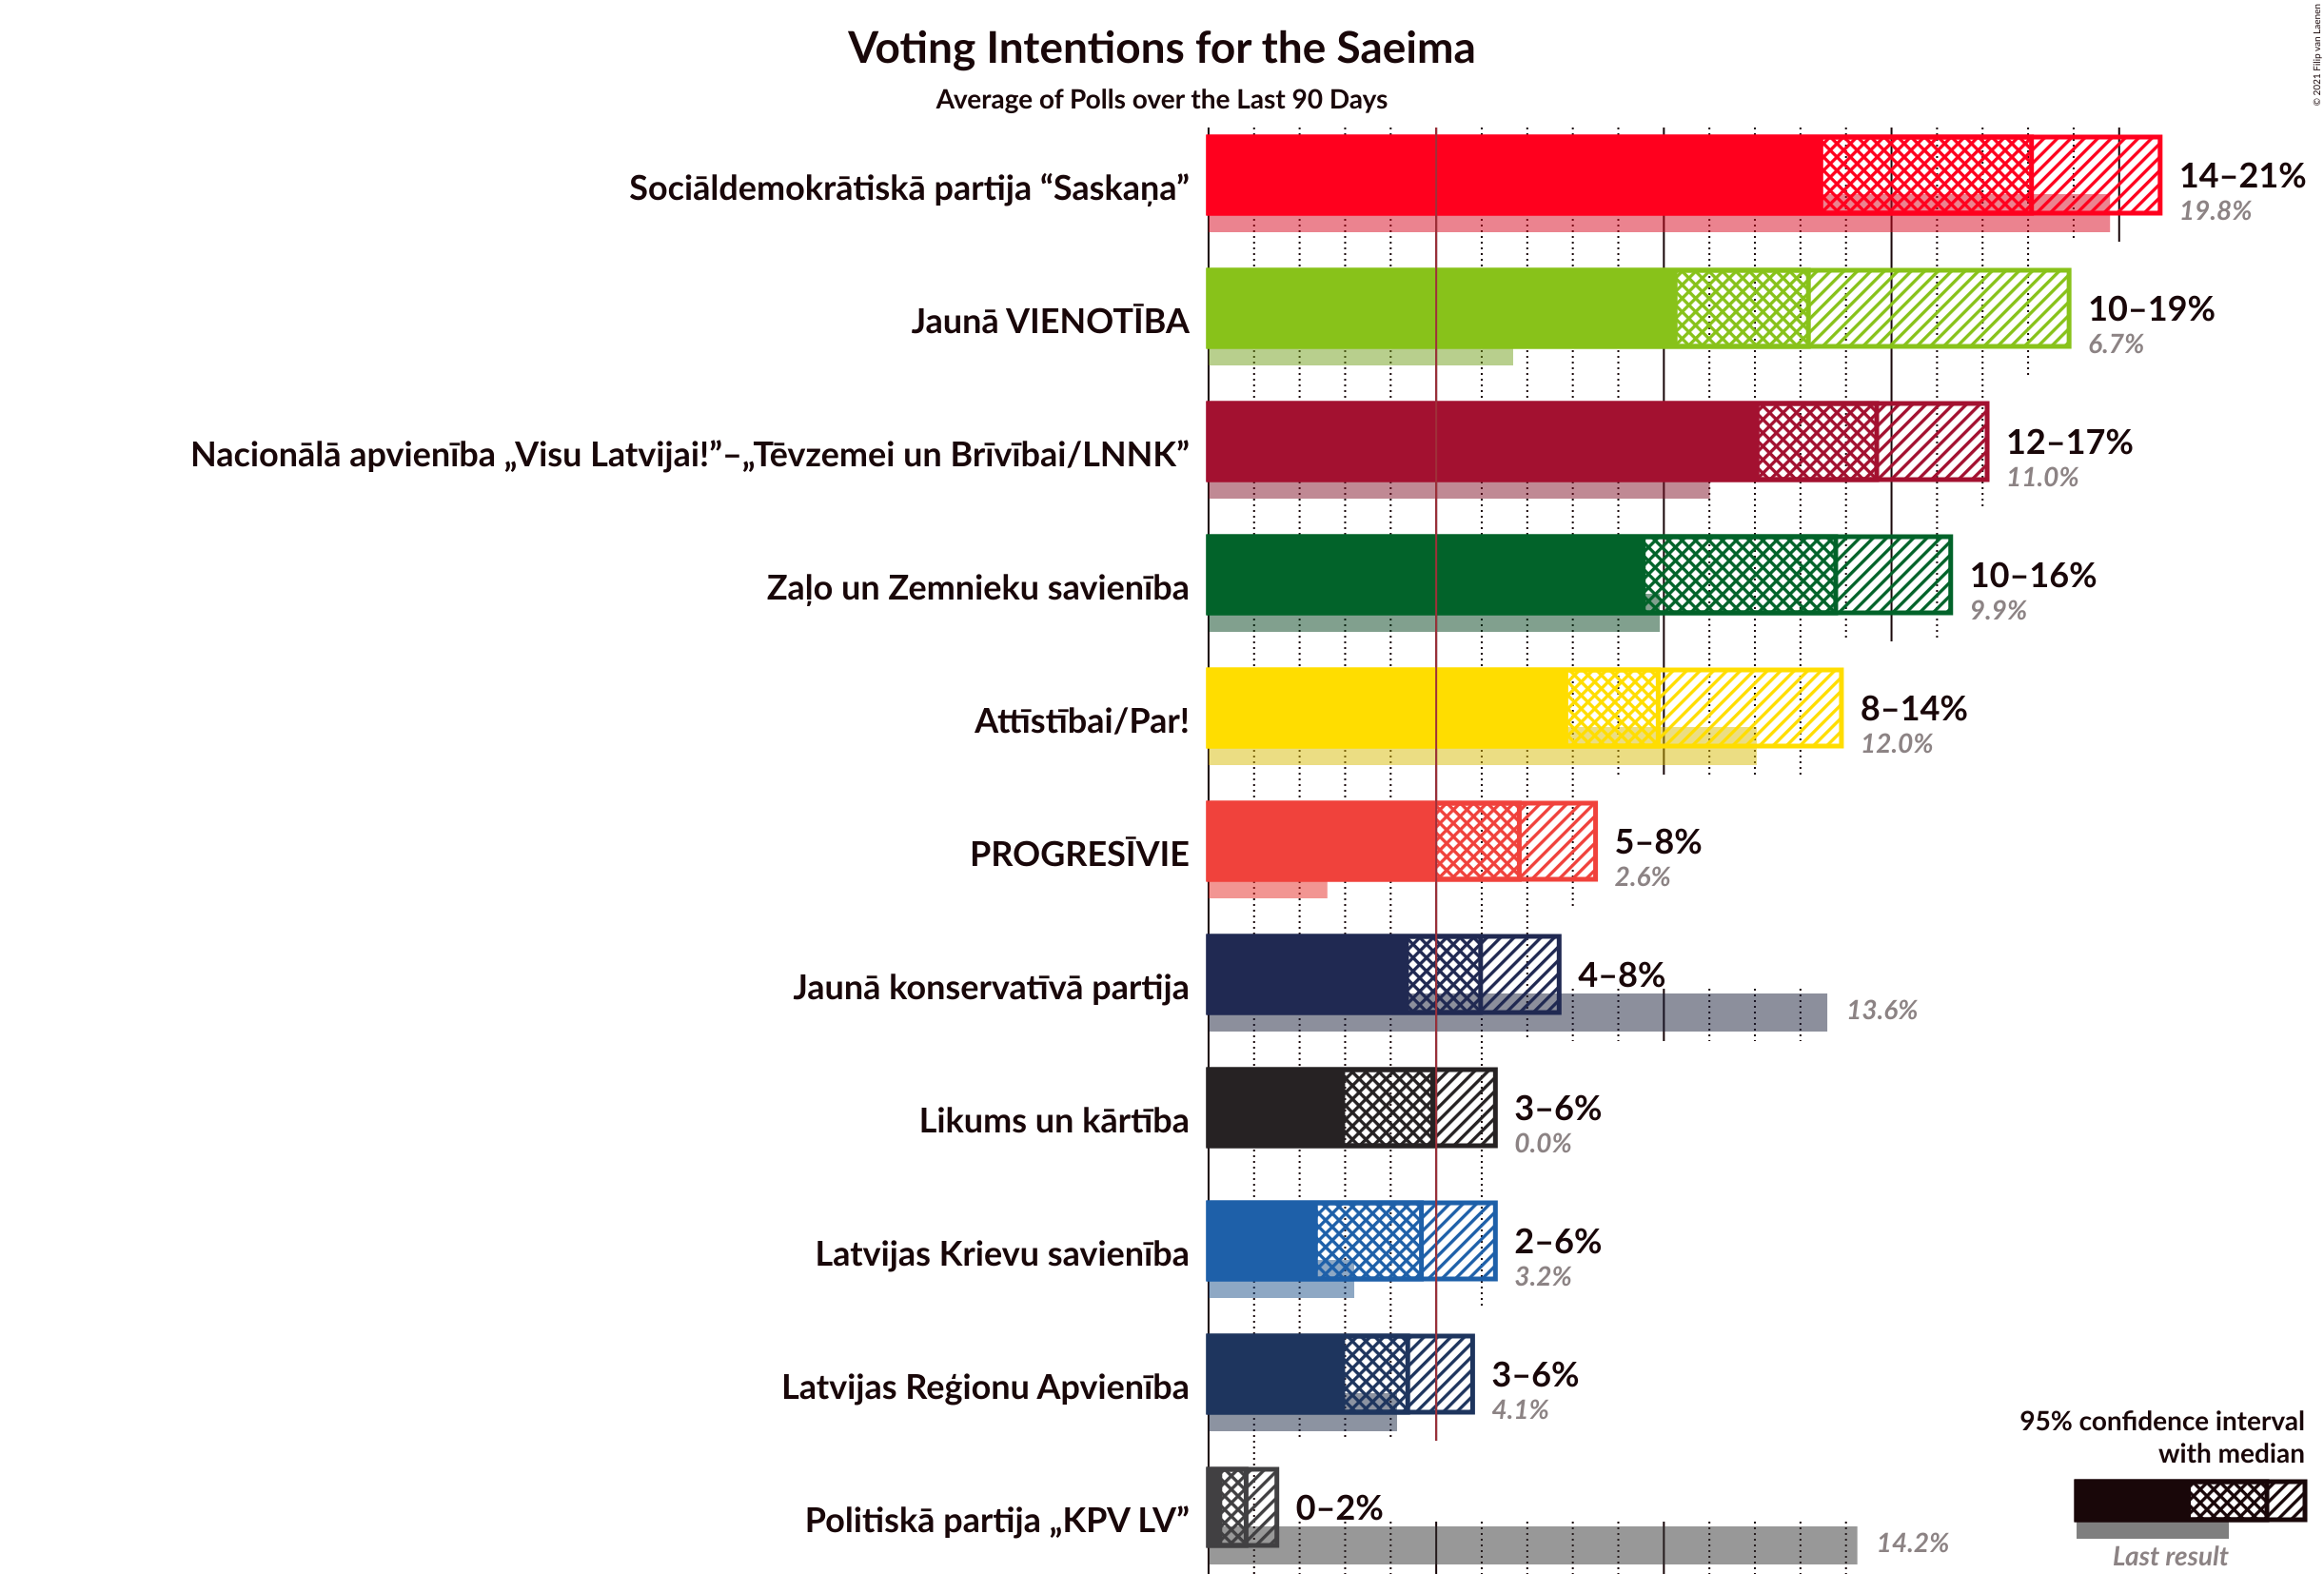 Voting Intentions for the Saeima
Average of Polls over the Last 90 Days
© 2021 Filip van Laenen
Sociāldemokrātiskā partija “Saskaņa”
14–21%
19.8%
Jaunā VIENOTĪBA
10–19%
6.7%
Nacionālā apvienība „Visu Latvijai!”–„Tēvzemei un Brīvībai/LNNK”
12–17%
11.0%
Zaļo un Zemnieku savienība
10–16%
9.9%
Attīstībai/Par!
8–14%
12.0%
PROGRESĪVIE
5–8%
2.6%
Jaunā konservatīvā partija
4–8%
13.6%
Likums un kārtība
3–6%
0.0%
Latvijas Krievu savienība
2–6%
3.2%
Latvijas Reģionu Apvienība
3–6%
4.1%
Politiskā partija „KPV LV”
0–2%
14.2%
95% confidence interval
with median
Last result